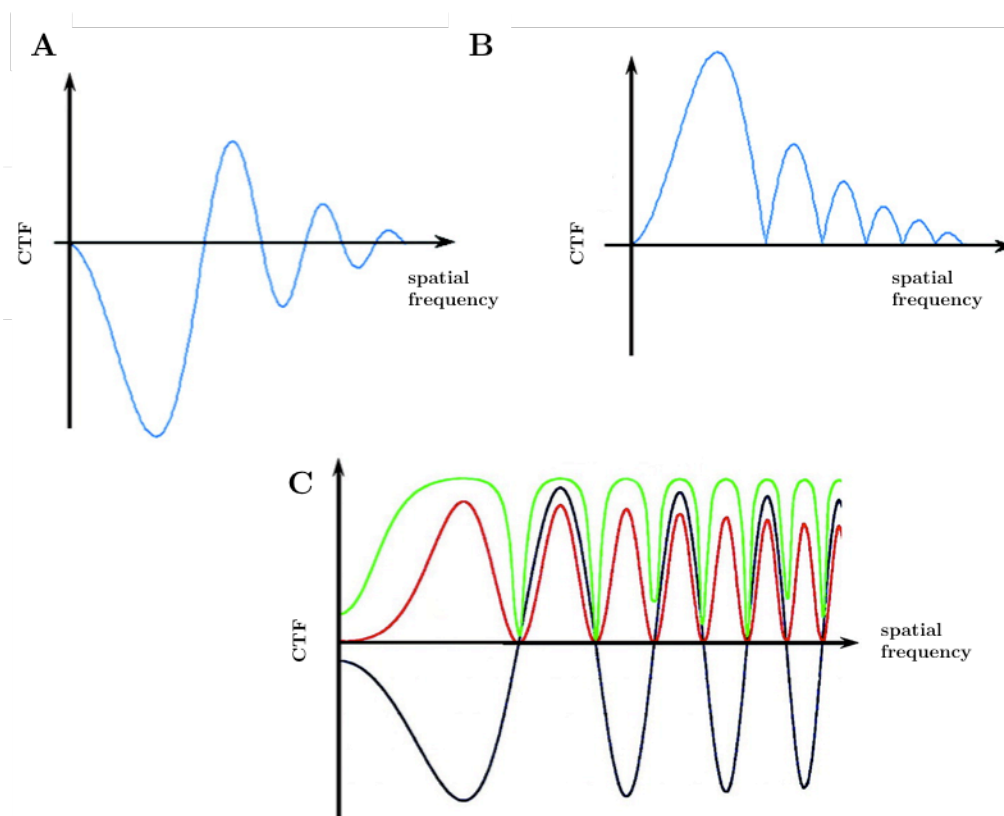 A
B
CTF
spatial
frequency
CTF
spatial
frequency
C
CTF
spatial
frequency